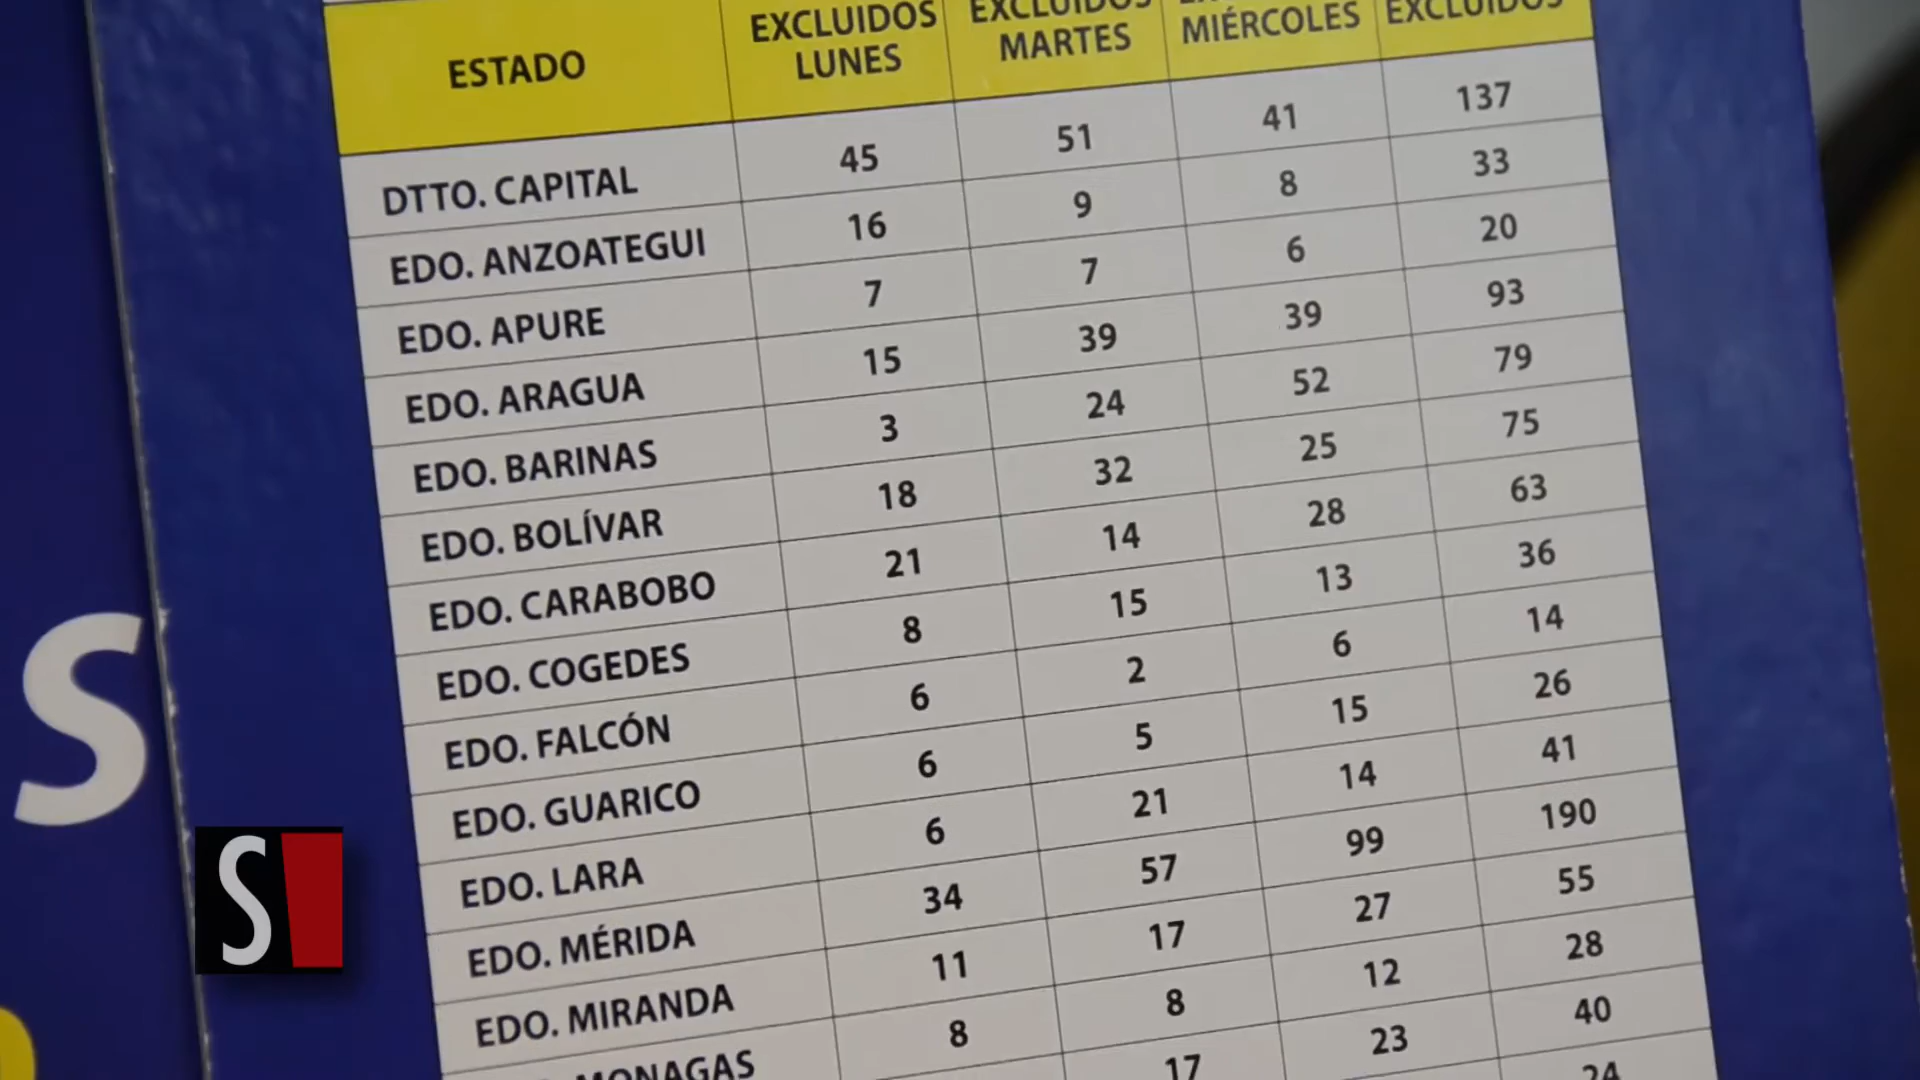 ESTADO
EXCLUIDOS
LUNES
EXCLUIDOS
MARTES
MIÉRCOLES
EXCLUIDOS
DTTO. CAPITAL 45 51 41 137
EDO. ANZOATEGUI 16 9 8 33
EDO. APURE 7 7 6 20
EDO. ARAGUA 15 39 39 93
EDO. BARINAS 3 24 52 79
EDO. BOLÍVAR 18 32 25 75
EDO. CARABOBO 21 14 28 63
EDO. COGEDES 8 15 13 36
EDO. FALCÓN 6 2 6 14
EDO. GUARICO 6 5 15 26
EDO. LARA 6 21 14 41
EDO. MÉRIDA 34 57 99 190
EDO. MIRANDA 11 17 27 55
MONAGAS 8 8 12 28
17 23 40
24
S
S